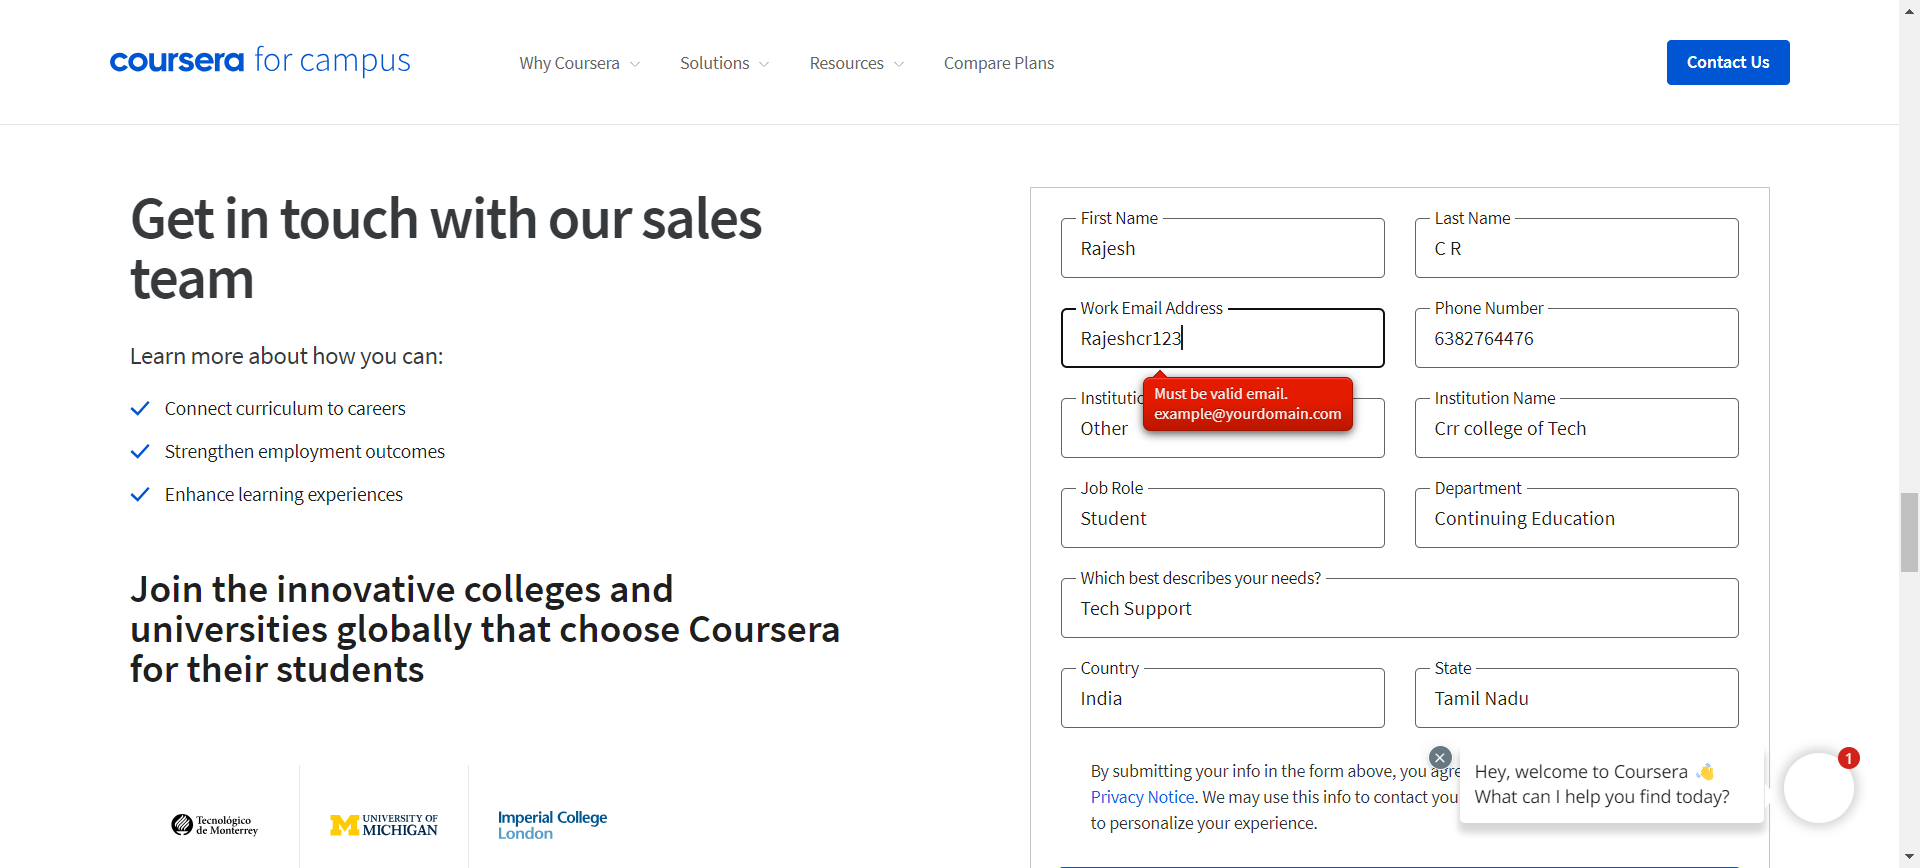 coursera for campus
Why Coursera
Solutions
Resources
Compare Plans
Contact Us
Get in touch with our sales
team
Learn more about how you can:
Connect curriculum to careers
Strengthen employment outcomes
Enhance learning experiences
Join the innovative colleges and
universities globally that choose Coursera
for their students
Tecnológico
de Monterrey
UNIVERSITY OF
MICHIGAN
Imperial College
London
First Name
Rajesh
Last Name
C R
Work Email Address
Rajeshcr123
Phone Number
6382764476
Must be valid email.
example@yourdomain.com
Other
Institution Name
Crr college of Tech
Job Role
Student
Department
Continuing Education
Which best describes your needs?
Tech Support
Country
India
State
Tamil Nadu
By submitting your info in the form above, you agre
Privacy Notice. We may use this info to contact you
to personalize your experience.
Hey, welcome to Coursera 👋
What can I help you find today?
1